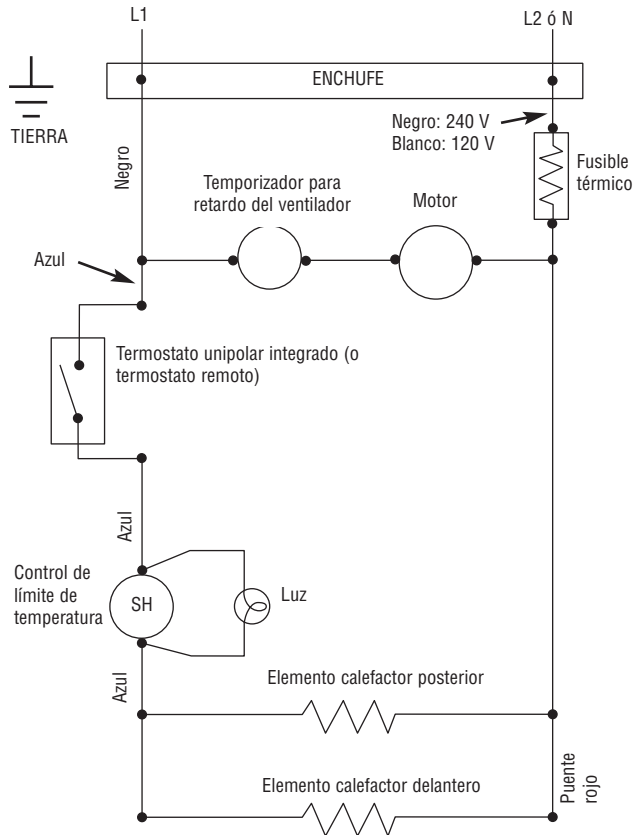 L1
L2 ó N
ENCHUFE
TIERRA
Negro: 240 V
Blanco: 120 V
Fusible
térmico
Negro
Temporizador para
retardo del ventilador
Motor
Azul
Termostato unipolar integrado (o
termostato remoto)
Azul
Control de
límite de
temperatura
SH
Luz
Azul
Elemento calefactor posterior
Elemento calefactor delantero
Puente
rojo